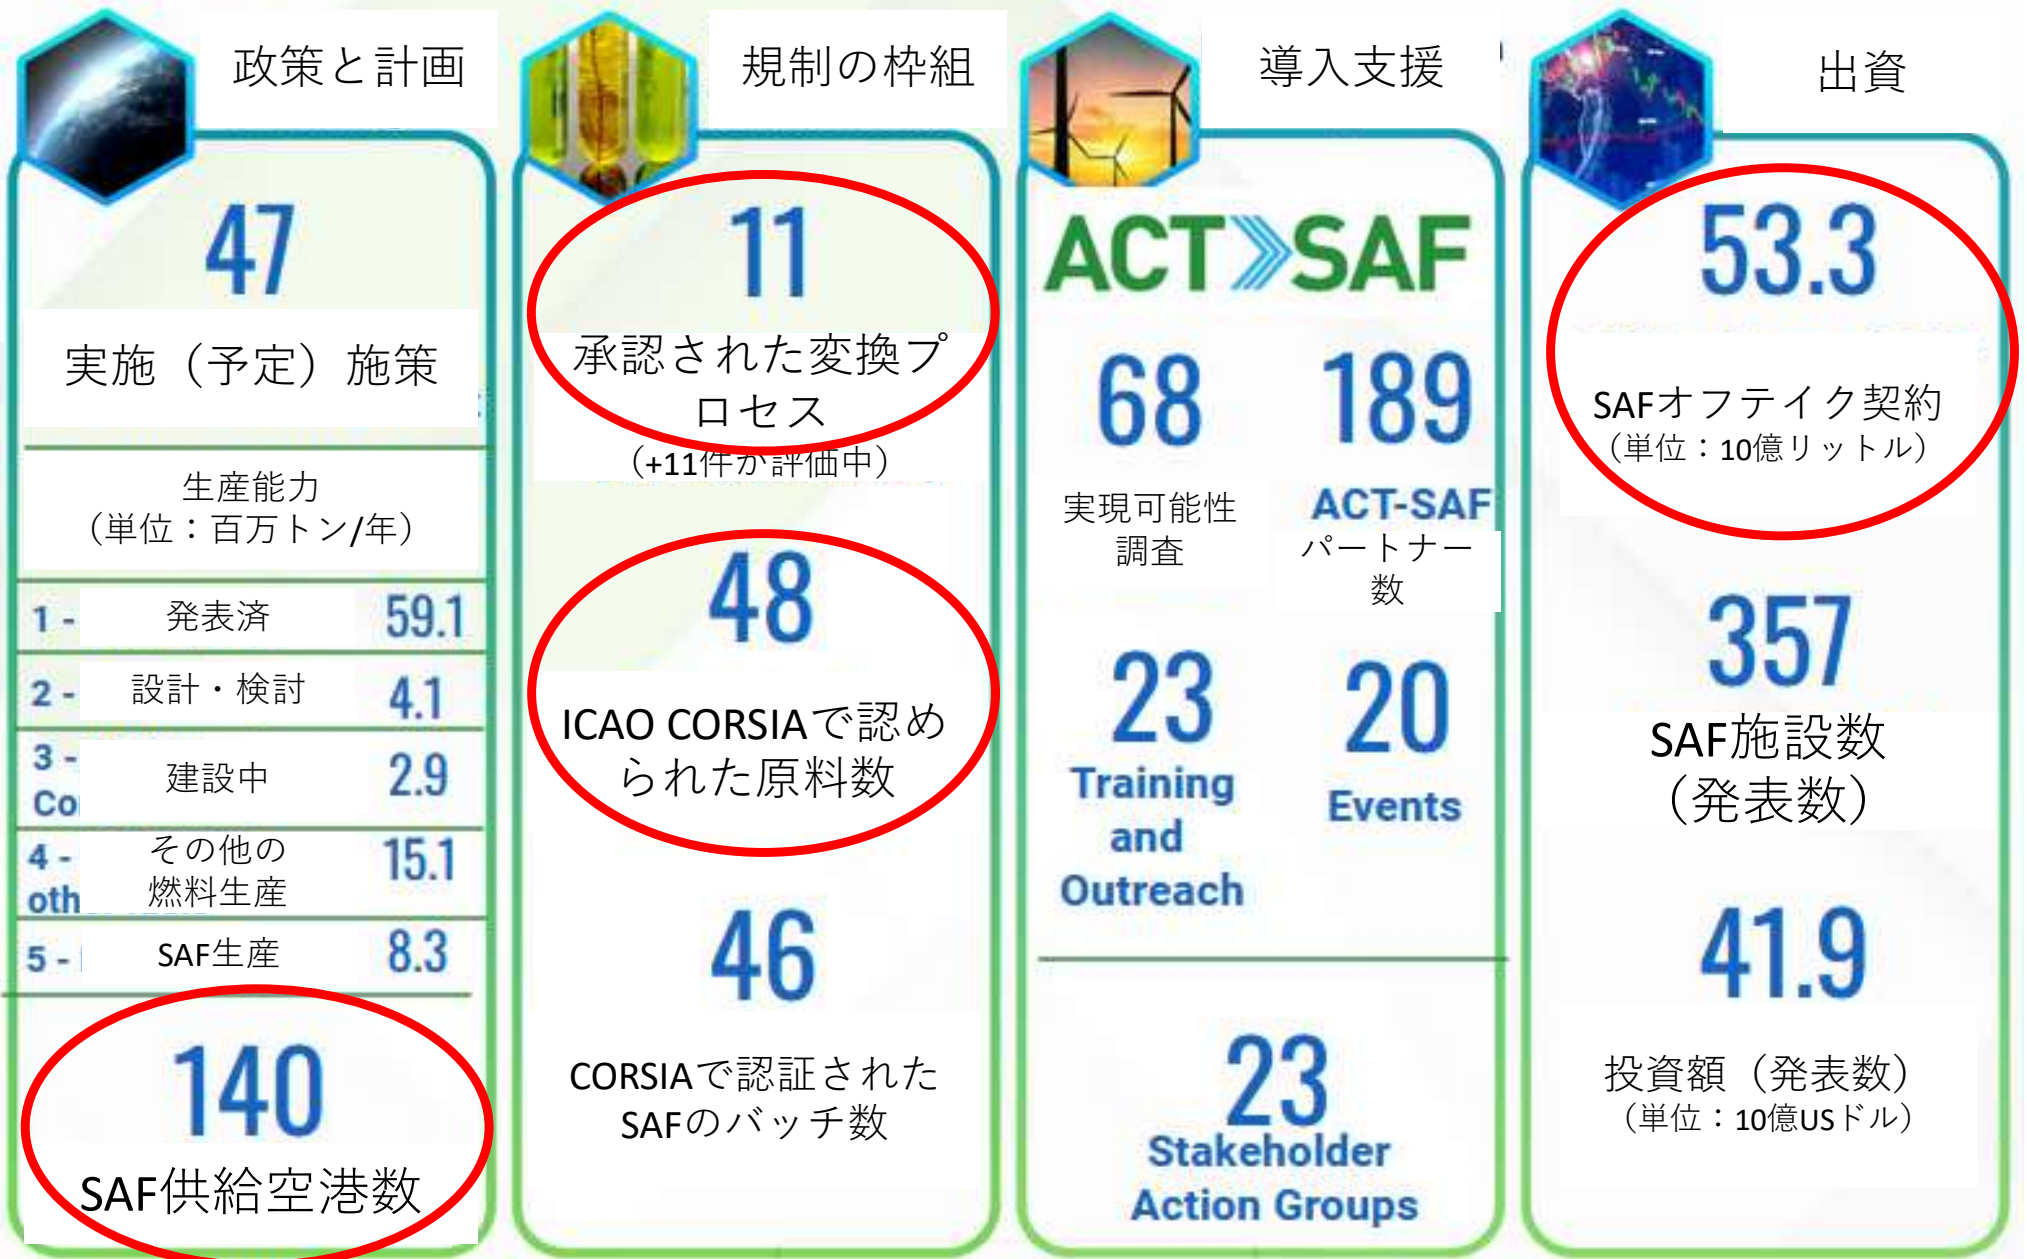 政策と計画
47
実施（予定）施策
生産能力
（単位：百万トン/年）
1 - 発表済 59.1
2 - 設計・検討 4.1
3 -
Co 建設中 2.9
4 - その他の 15.1
oth 燃料生産
5 - SAF生産 8.3
140
SAF供給空港数
規制の枠組
11
承認された変換プ
ロセス
（+11件が評価中）
48
ICAO CORSIAで認め
られた原料数
46
CORSIAで認証された
SAFのバッチ数
導入支援
ACT SAF
68
実現可能性
調査
189
ACT-SAF
パートナー
数
23
Training
and
Outreach
20
Events
23
Stakeholder
Action Groups
出資
53.3
SAFオフテイク契約
（単位：10億リットル）
357
SAF施設数
（発表数）
41.9
投資額（発表数）
（単位：10億USドル）